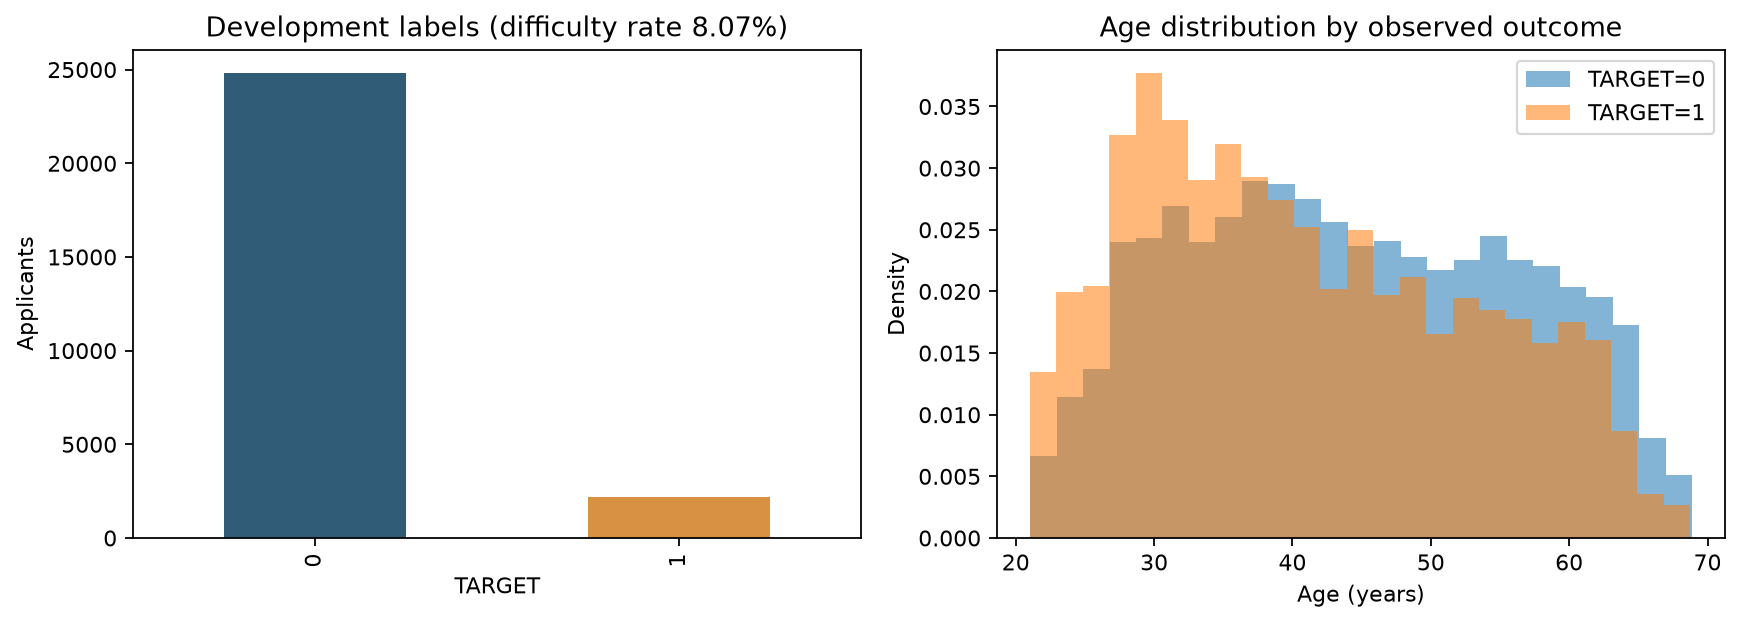 Development labels (difficulty rate 8.07%)
25000
20000
15000
10000
5000
0
Applicants
0
1
TARGET
Age distribution by observed outcome
TARGET=0
TARGET=1
0.035
0.030
0.025
0.020
0.015
0.010
0.005
0.000
Density
20 30 40 50 60 70
Age (years)